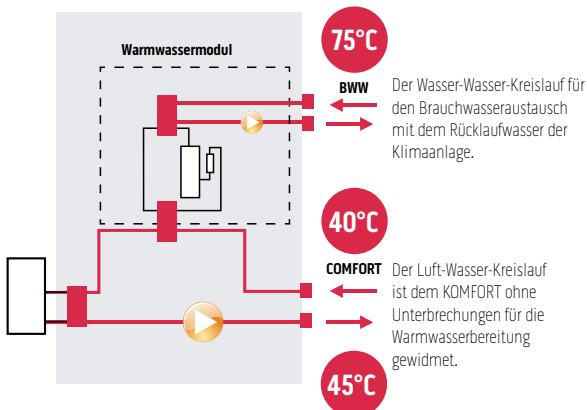 Warmwassermodul
75°C
BWW
Der Wasser-Wasser-Kreislauf für
den Brauchwasseraustausch
mit dem Rücklaufwasser der
Klimaanlage.
40°C
COMFORT
Der Luft-Wasser-Kreislauf
ist dem KOMFORT ohne
Unterbrechungen für die
Warmwasserbereitung
gewidmet.
45°C